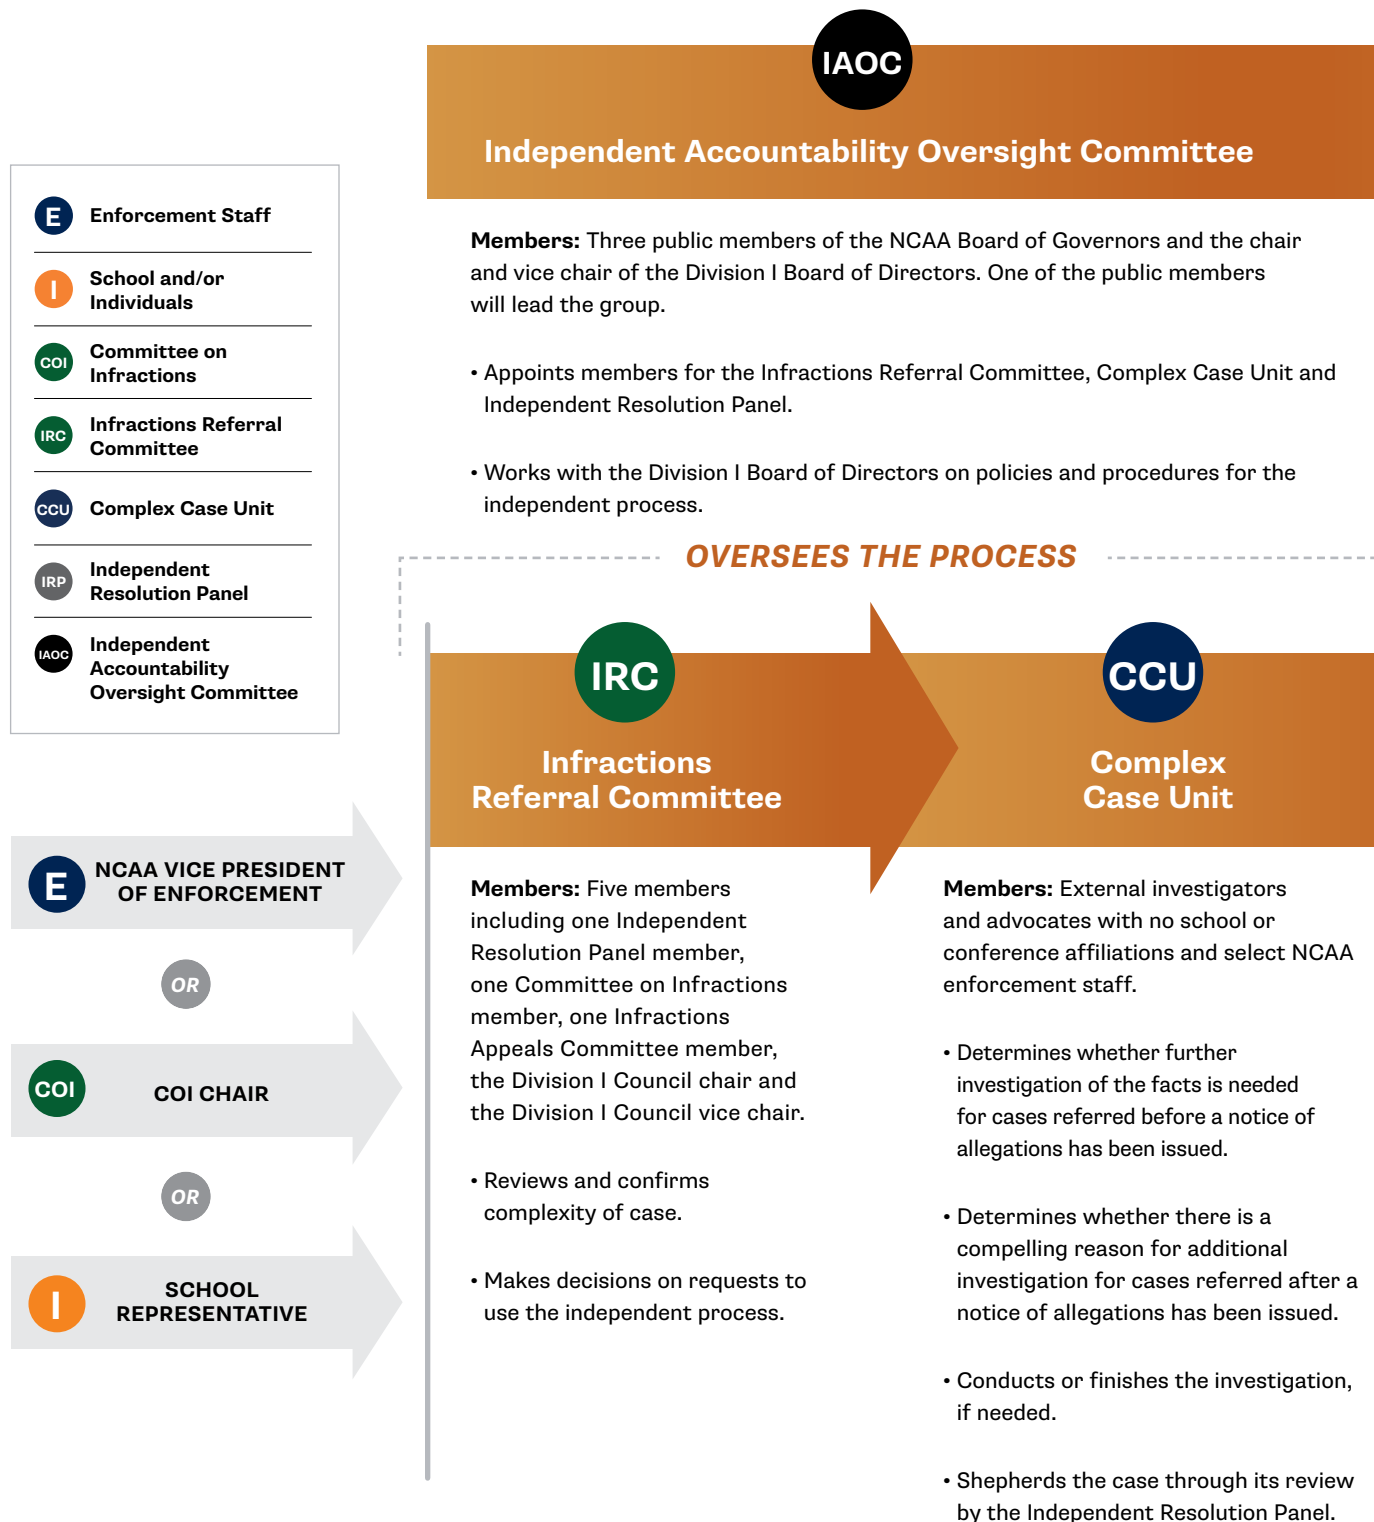 IAOC
Independent Accountability Oversight Committee
Members: Three public members of the NCAA Board of Governors and the chair
and vice chair of the Division I Board of Directors. One of the public members
will lead the group.
• Appoints members for the Infractions Referral Committee, Complex Case Unit and
Independent Resolution Panel.
• Works with the Division I Board of Directors on policies and procedures for the
independent process.
E Enforcement Staff
I School and/or
Individuals
COI Committee on
Infractions
IRC Infractions Referral
Committee
CCU Complex Case Unit
IRP Independent
Resolution Panel
IAOC Independent
Accountability
Oversight Committee
OVERSEES THE PROCESS
E NCAA VICE PRESIDENT
OF ENFORCEMENT
OR
COI COI CHAIR
OR
I SCHOOL
REPRESENTATIVE
IRC
Infractions
Referral Committee
Members: Five members
including one Independent
Resolution Panel member,
one Committee on Infractions
member, one Infractions
Appeals Committee member,
the Division I Council chair and
the Division I Council vice chair.
• Reviews and confirms
complexity of case.
• Makes decisions on requests to
use the independent process.
CCU
Complex
Case Unit
Members: External investigators
and advocates with no school or
conference affiliations and select NCAA
enforcement staff.
• Determines whether further
investigation of the facts is needed
for cases referred before a notice of
allegations has been issued.
• Determines whether there is a
compelling reason for additional
investigation for cases referred after a
notice of allegations has been issued.
• Conducts or finishes the investigation,
if needed.
• Shepherds the case through its review
by the Independent Resolution Panel.